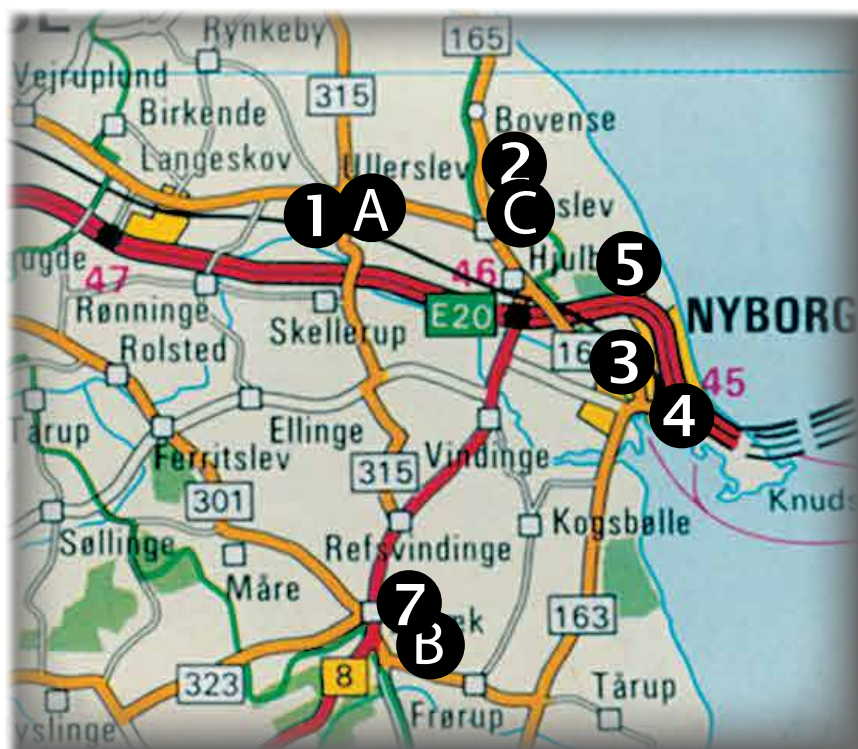 Rynkeby
165
Vejruplund
315
Birkende
Bovense
Langeskov
Ullerslev
2
1 A
C
slev
46
Hjulb
5
47
Rønninge
E20
NYBORG
Skellerup
16
3
Rolsted
45
4
Tårup
Ellinge
Ferritslev
315
Vindinge
301
Knuds
Søllinge
Refsvindinge
Kogsbølle
Måre
7
163
ek
B
323
8
Tårup
Frørup